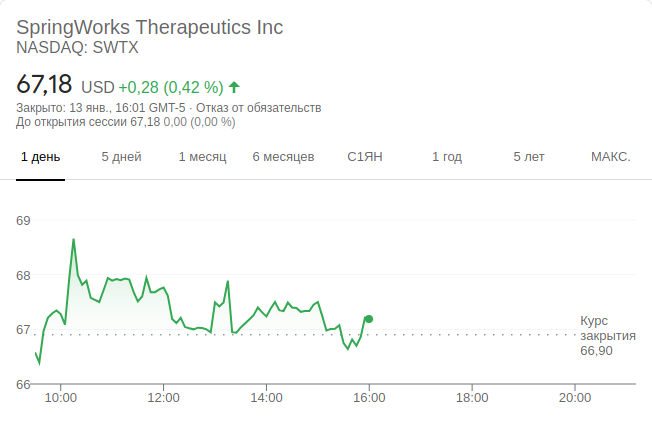 SpringWorks Therapeutics Inc
NASDAQ: SWTX
67,18 USD +0,28 (0,42 %)
Закрыто: 13 янв., 16:01 GMT-5 · Отказ от обязательств
До открытия сессии 67,18 0,00 (0,00 %)
1 день 5 дней 1 месяц 6 месяцев С1ЯН 1 год 5 лет МАКС.
69
68
67
66
Курс
закрытия
66,90
10:00 12:00 14:00 16:00 18:00 20:00